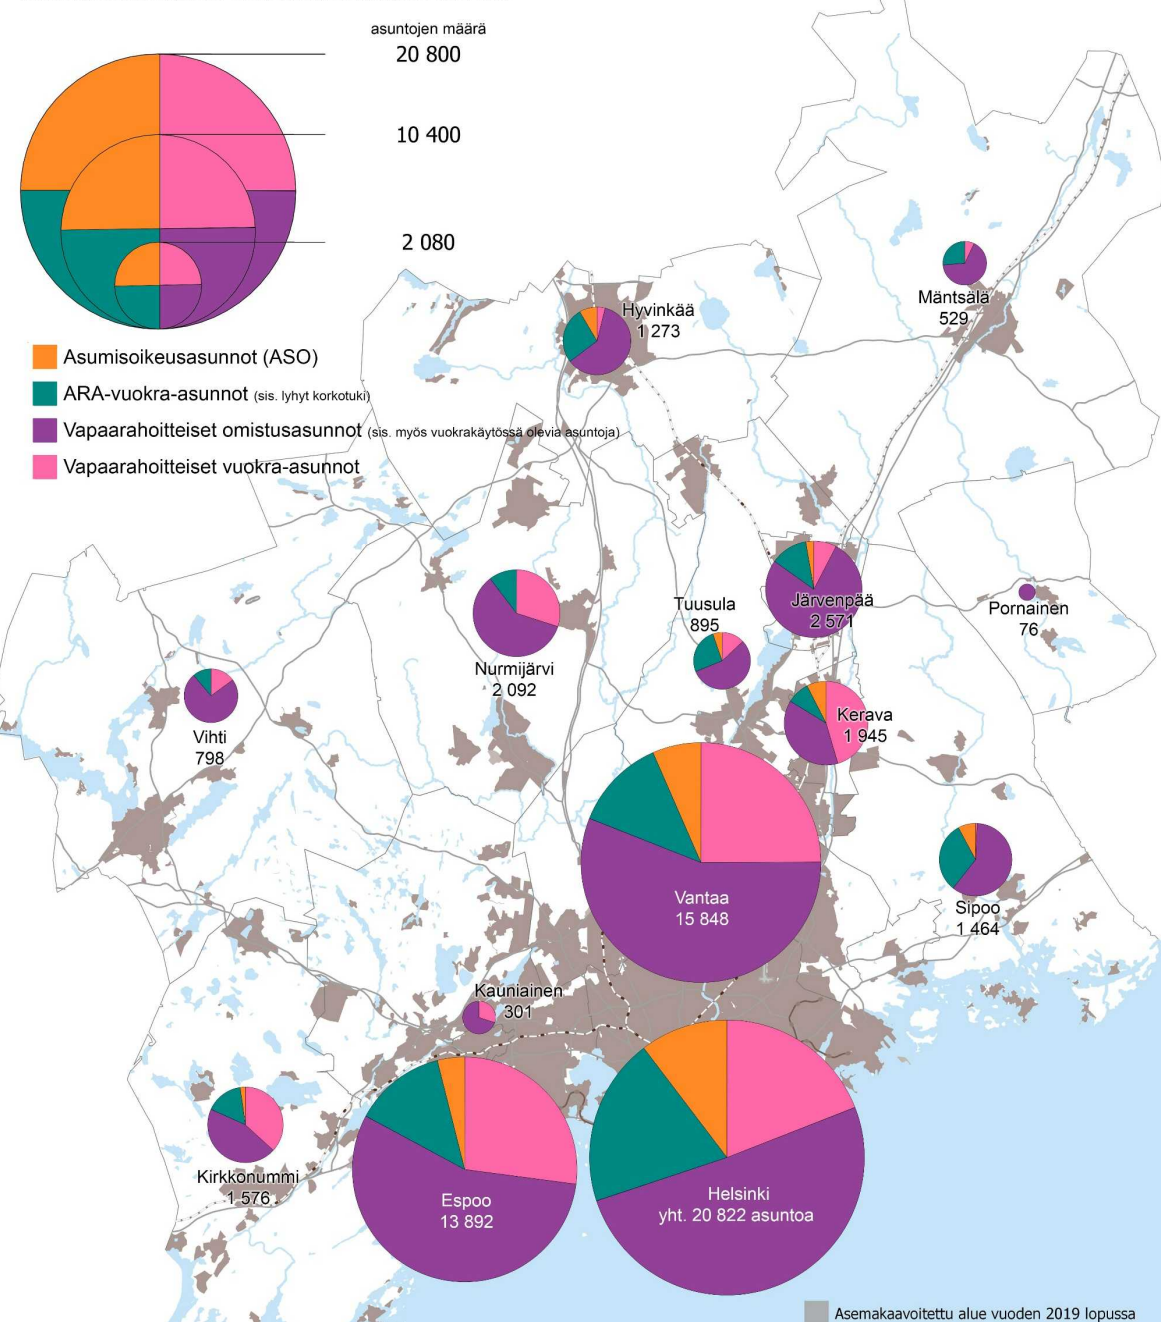 asuntojen määrä
20 800
10 400
2 080
Asumisoikeusasunnot (ASO)
ARA-vuokra-asunnot (sis. lyhyt korkotuki)
Vapaarahoitteiset omistusasunnot (sis. myös vuokrakäytössä olevia asuntoja)
Vapaarahoitteiset vuokra-asunnot
Mäntsälä
529
Hyvinkää
1 273
Järvenpää
2 571
Pornainen
76
Tuusula
895
Nurmijärvi
2 092
Vihti
798
Kerava
1 945
Vantaa
15 848
Sipoo
1 464
Kauniainen
301
Kirkkonummi
1 576
Espoo
13 892
Helsinki
yht. 20 822 asuntoa
Asemakaavoitettu alue vuoden 2019 lopussa